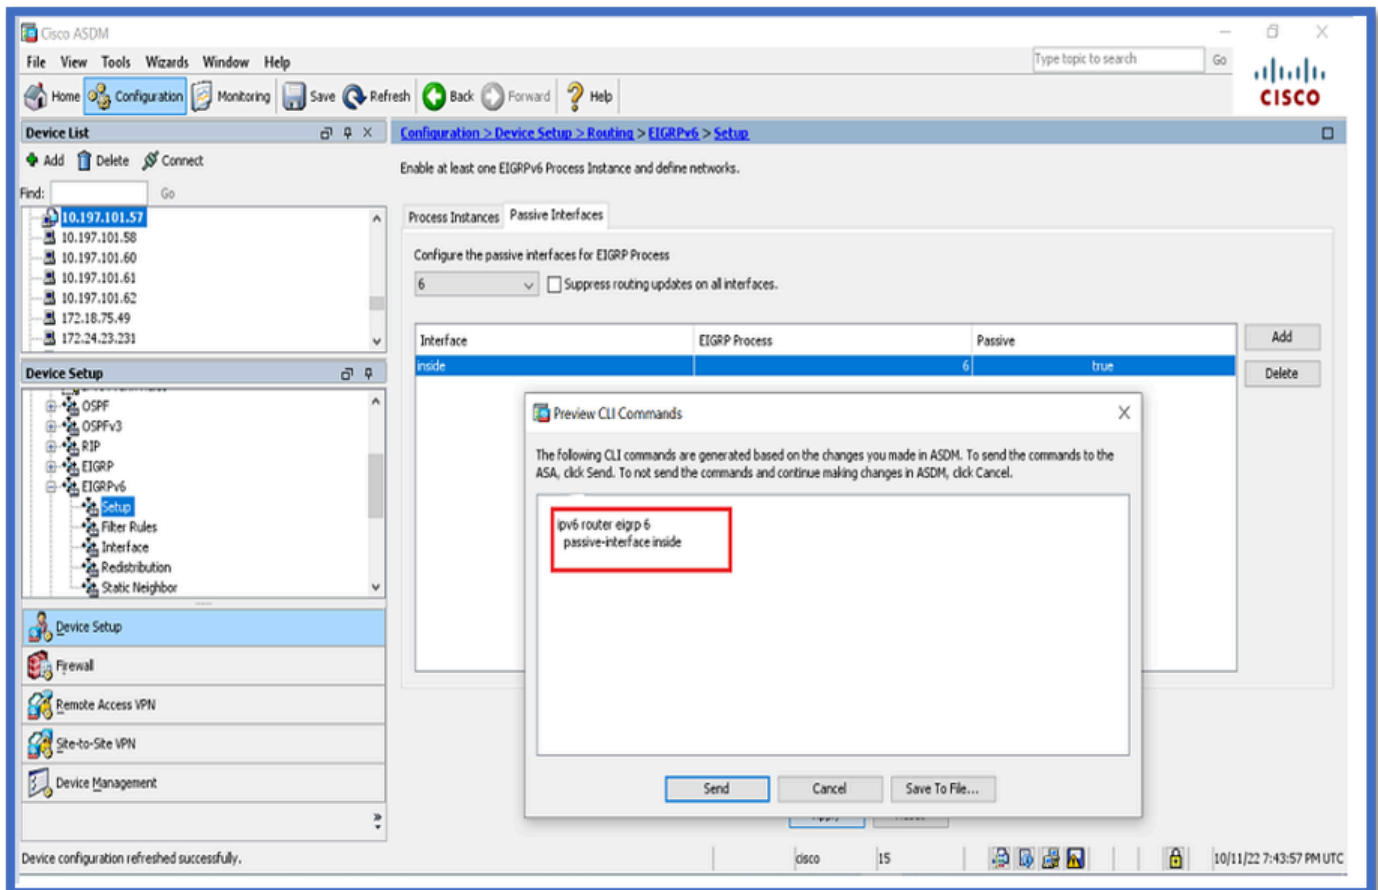 Cisco ASDM
File View Tools Wizards Window Help
Type topic to search Go
Home Configuration Monitoring Save Refresh Back Forward Help
CISCO
Device List
Add Delete Connect
Find: Go
10.197.101.57
10.197.101.58
10.197.101.60
10.197.101.61
10.197.101.62
172.18.75.49
172.24.23.231
Device Setup
OSPF
OSPFv3
RIP
EIGRP
EIGRPv6
Setup
Filter Rules
Interface
Redistribution
Static Neighbor
Device Setup
Firewall
Remote Access VPN
Site-to-Site VPN
Device Management
Configuration > Device Setup > Routing > EIGRPv6 > Setup
Enable at least one EIGRPv6 Process Instance and define networks.
Process Instances Passive Interfaces
Configure the passive interfaces for EIGRP Process
6 Suppress routing updates on all interfaces.
Interface EIGRP Process Passive
inside 6 true
Add
Delete
Preview CLI Commands
The following CLI commands are generated based on the changes you made in ASDM. To send the commands to the
ASA, click Send. To not send the commands and continue making changes in ASDM, click Cancel.
ipv6 router eigrp 6
passive-interface inside
Send Cancel Save To File...
Device configuration refreshed successfully.
cisco 15 10/11/22 7:43:57 PM UTC